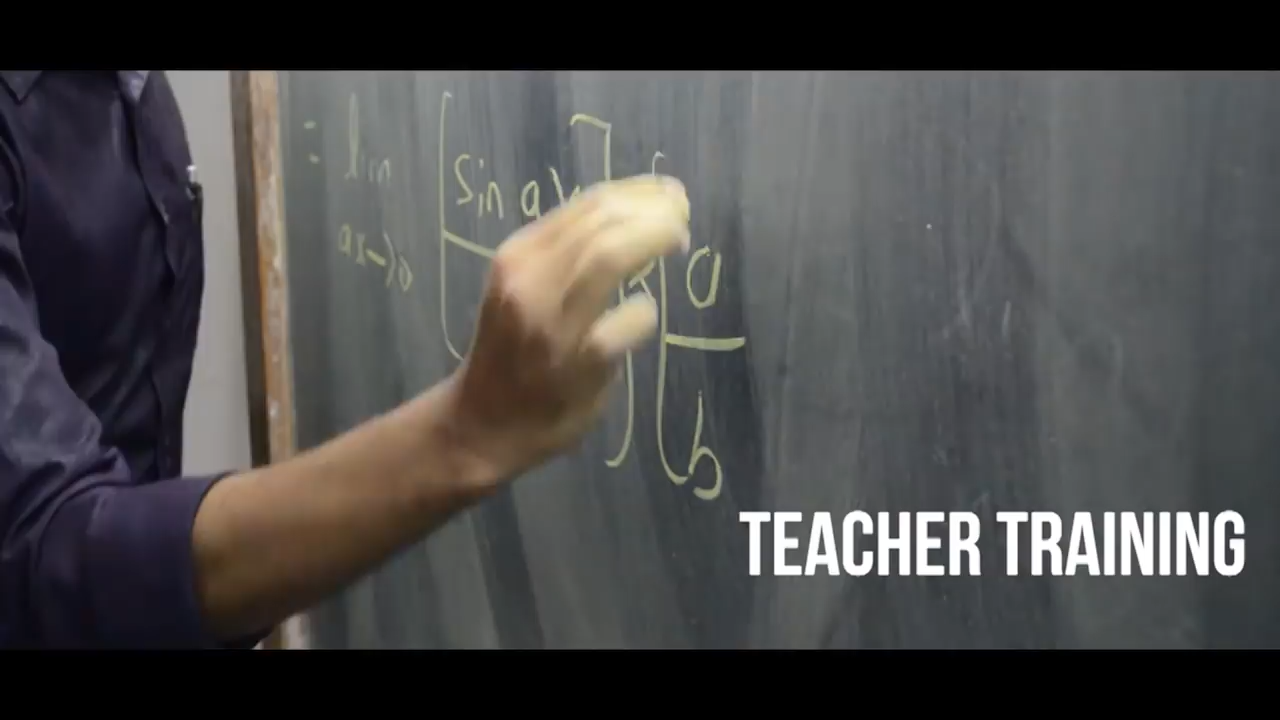 = lim [sin ax] [a
ax→0
b
TEACHER TRAINING